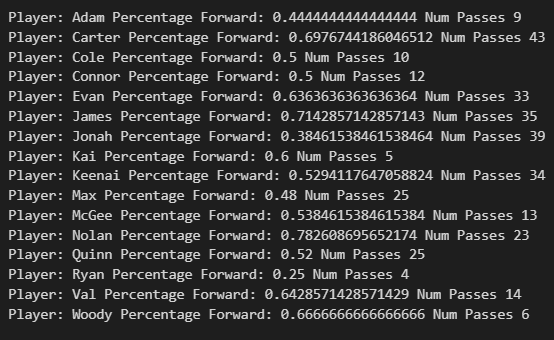 Player: Adam Percentage Forward: 0.4444444444444444 Num Passes 9
Player: Carter Percentage Forward: 0.6976744186046512 Num Passes 43
Player: Cole Percentage Forward: 0.5 Num Passes 10
Player: Connor Percentage Forward: 0.5 Num Passes 12
Player: Evan Percentage Forward: 0.6363636363636364 Num Passes 33
Player: James Percentage Forward: 0.7142857142857143 Num Passes 35
Player: Jonah Percentage Forward: 0.38461538461538464 Num Passes 39
Player: Kai Percentage Forward: 0.6 Num Passes 5
Player: Keenai Percentage Forward: 0.5294117647058824 Num Passes 34
Player: Max Percentage Forward: 0.48 Num Passes 25
Player: McGee Percentage Forward: 0.5384615384615384 Num Passes 13
Player: Nolan Percentage Forward: 0.782608695652174 Num Passes 23
Player: Quinn Percentage Forward: 0.52 Num Passes 25
Player: Ryan Percentage Forward: 0.25 Num Passes 4
Player: Val Percentage Forward: 0.6428571428571429 Num Passes 14
Player: Woody Percentage Forward: 0.6666666666666666 Num Passes 6